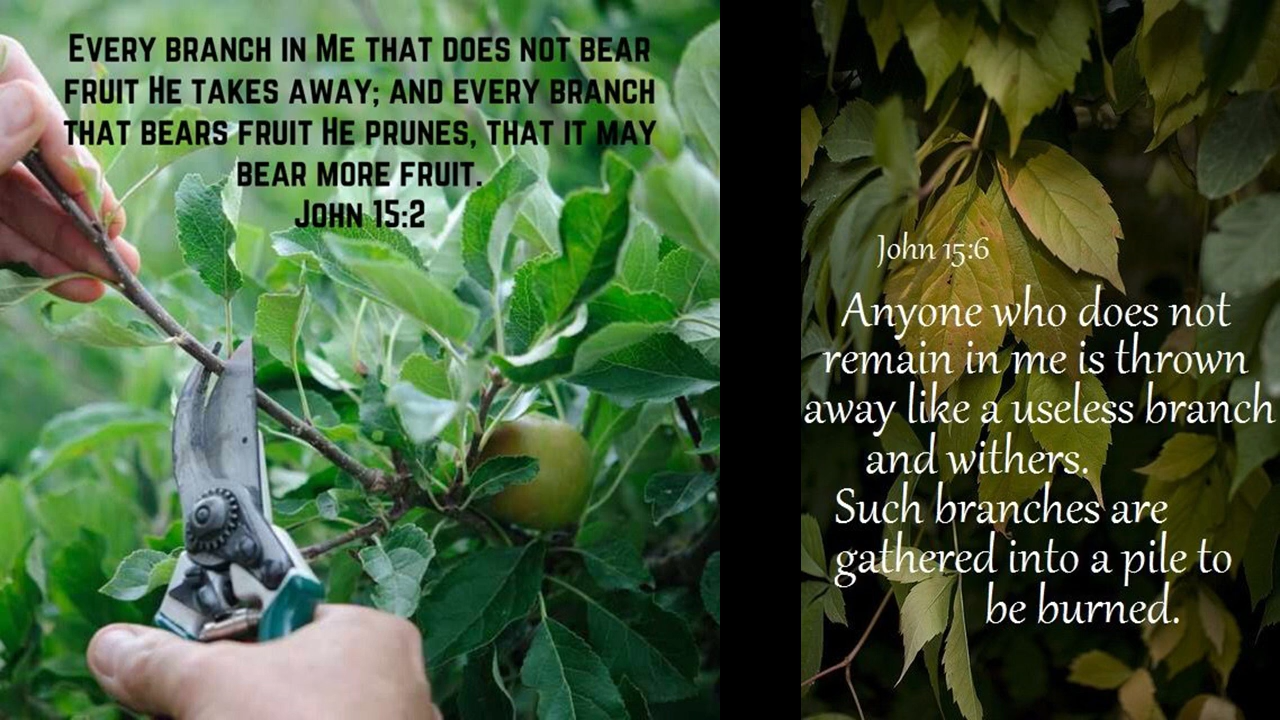 Every branch in Me that does not bear
fruit He takes away; and every branch
that bears fruit He prunes, that it may
bear more fruit.
John 15:2
John 15:6
Anyone who does not
remain in me is thrown
away like a useless branch
and withers.
Such branches are
gathered into a pile to
be burned.